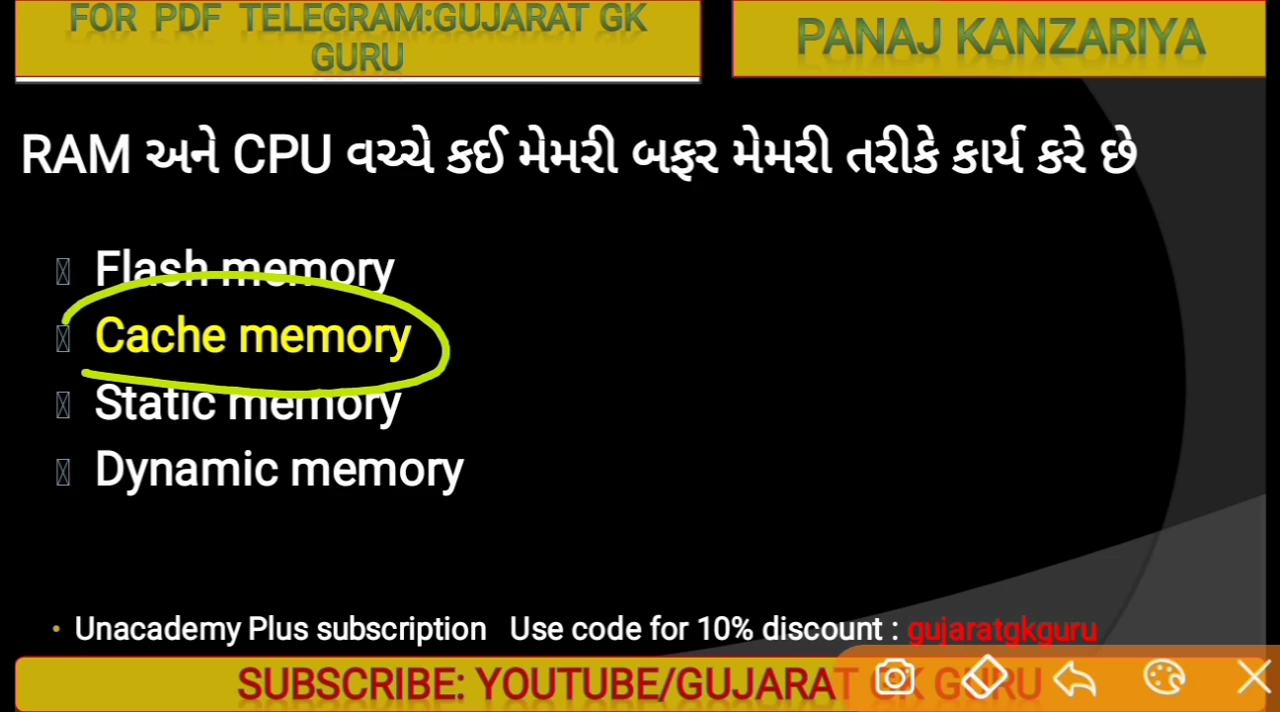 FOR PDF TELEGRAM:GUJARAT GK
GURU
PANAJ KANZARIYA
RAM અને CPU વચ્ચે કઈ મેમરી બફર મેમરી તરીકે કાર્ય કરે છે
Flash memory
Cache memory
Static memory
Dynamic memory
• Unacademy Plus subscription Use code for 10% discount : gujaratgkguru
SUBSCRIBE: YOUTUBE/GUJARAT GK GURU